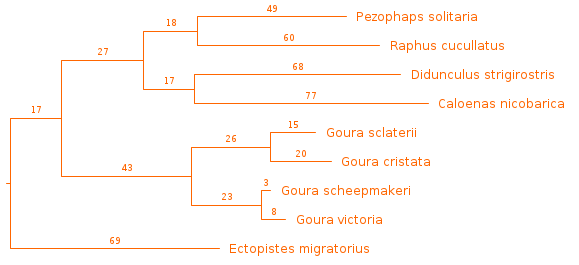 49
Pezophaps solitaria
18
60
Raphus cucullatus
27
68
Didunculus strigirostris
17
77
Caloenas nicobarica
17
15
Goura sclaterii
26
20
Goura cristata
43
3
Goura scheepmakeri
23
8
Goura victoria
69
Ectopistes migratorius